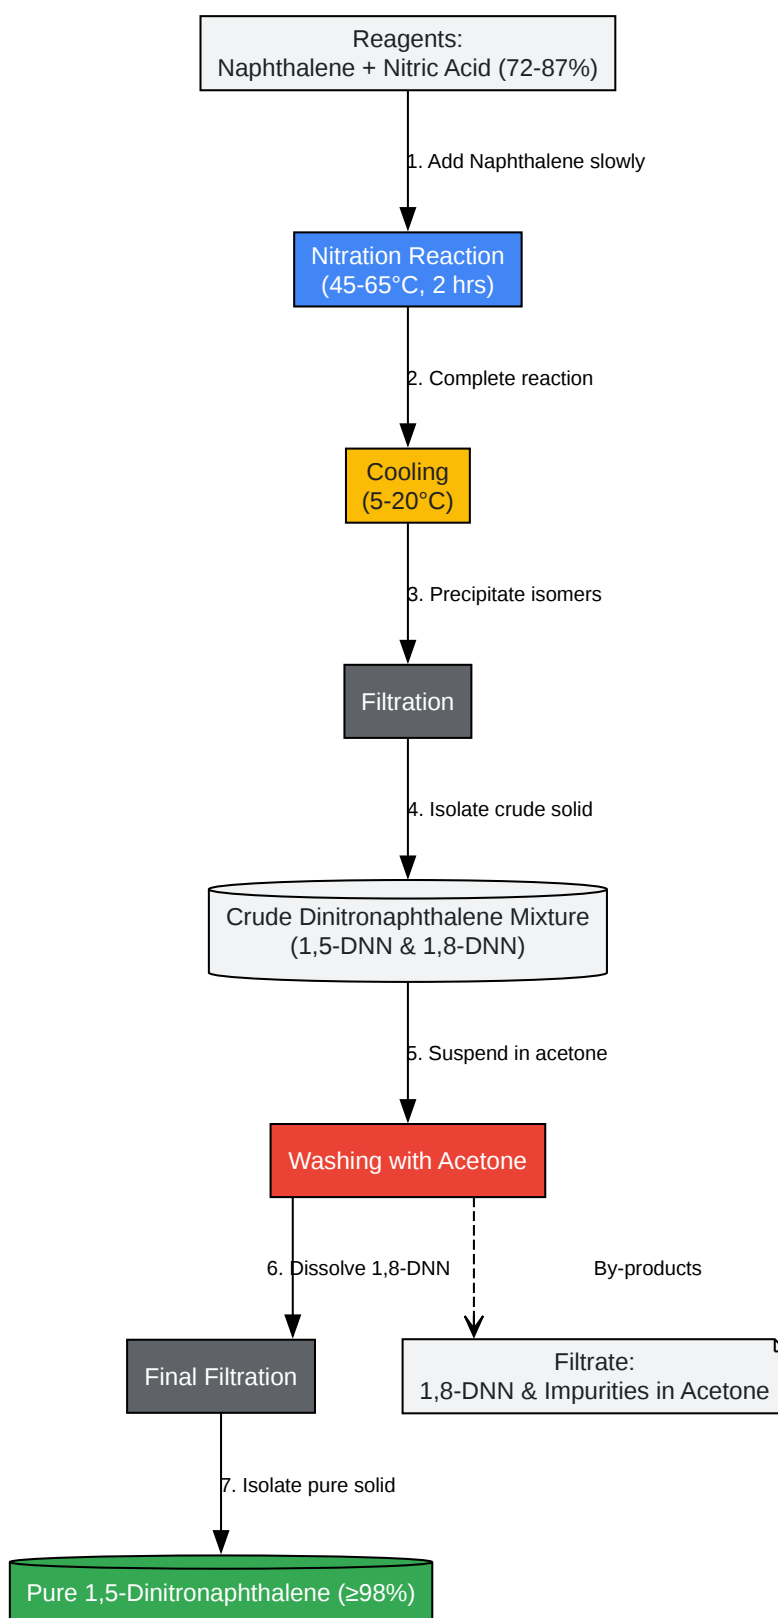 Reagents:
Naphthalene + Nitric Acid (72-87%)
1. Add Naphthalene slowly
Nitration Reaction
(45-65°C, 2 hrs)
2. Complete reaction
Cooling
(5-20°C)
3. Precipitate isomers
Filtration
4. Isolate crude solid
Crude Dinitronaphthalene Mixture
(1,5-DNN & 1,8-DNN)
5. Suspend in acetone
Washing with Acetone
6. Dissolve 1,8-DNN
By-products
Final Filtration
Filtrate:
1,8-DNN & Impurities in Acetone
7. Isolate pure solid
Pure 1,5-Dinitronaphthalene (≥98%)